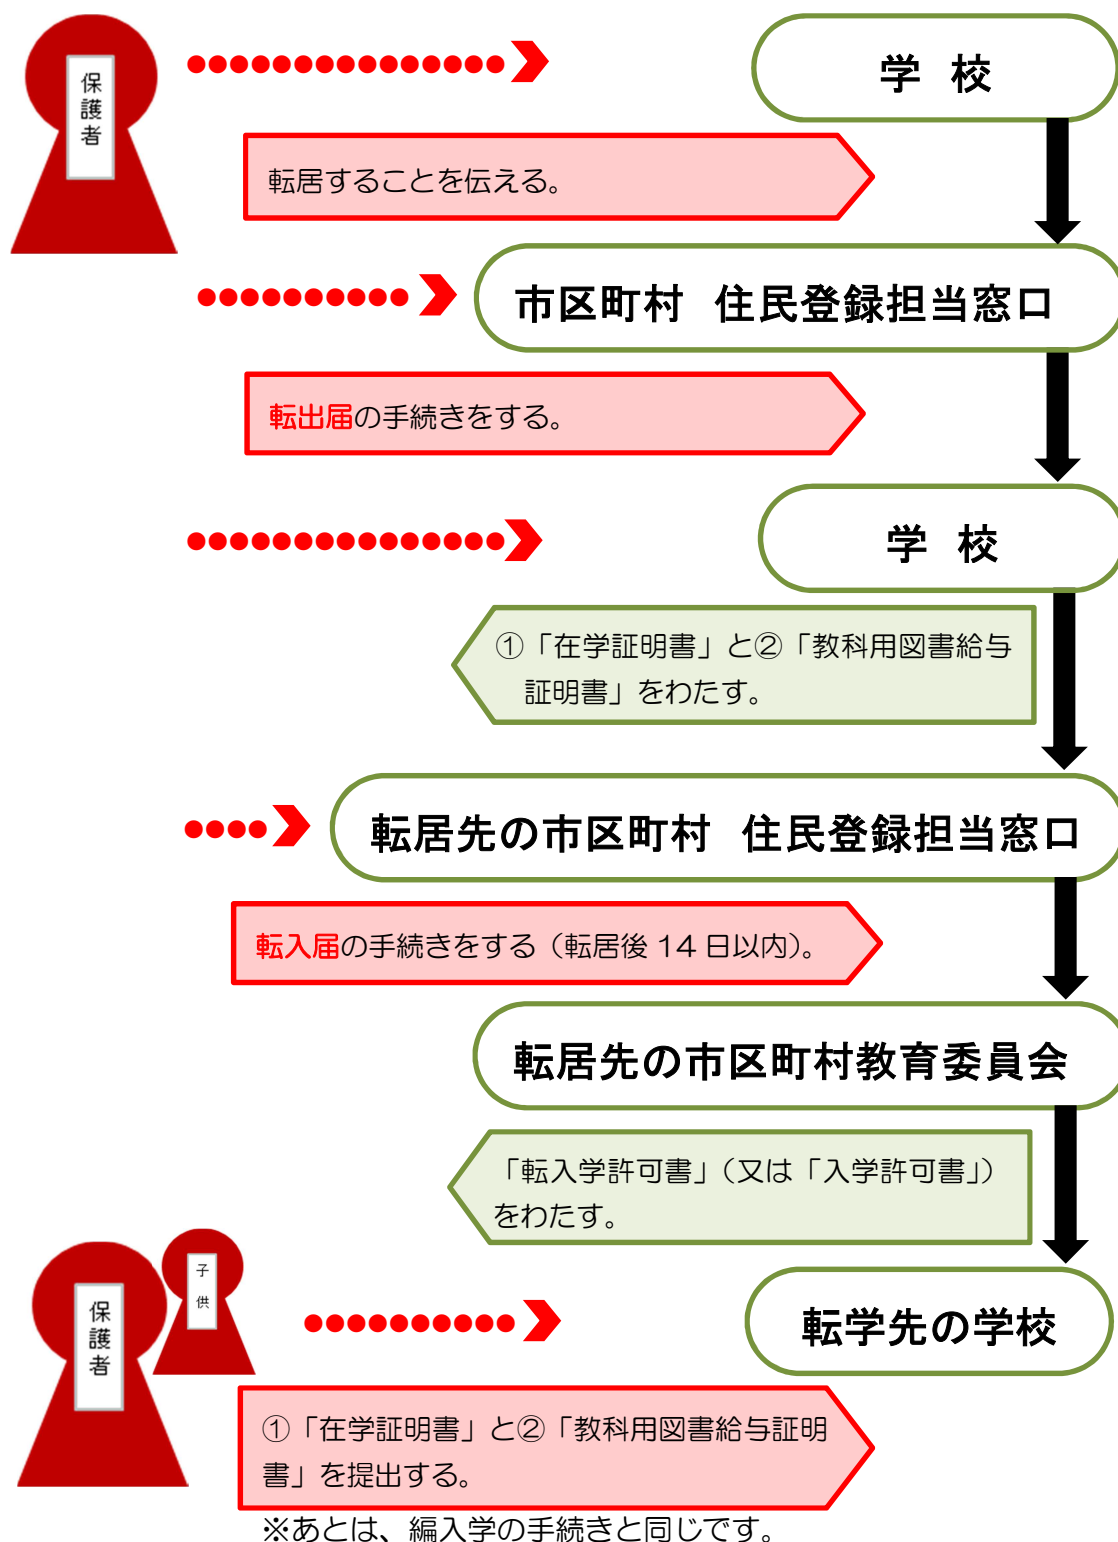 保護者
学 校
転居することを伝える。
市区町村 住民登録担当窓口
転出届の手続きをする。
学 校
①「在学証明書」と②「教科用図書給与
証明書」をわたす。
転居先の市区町村 住民登録担当窓口
転入届の手続きをする（転居後 14 日以内）。
転居先の市区町村教育委員会
「転入学許可書」（又は「入学許可書」）
をわたす。
子供
保護者
転学先の学校
①「在学証明書」と②「教科用図書給与証明
書」を提出する。
※あとは、編入学の手続きと同じです。